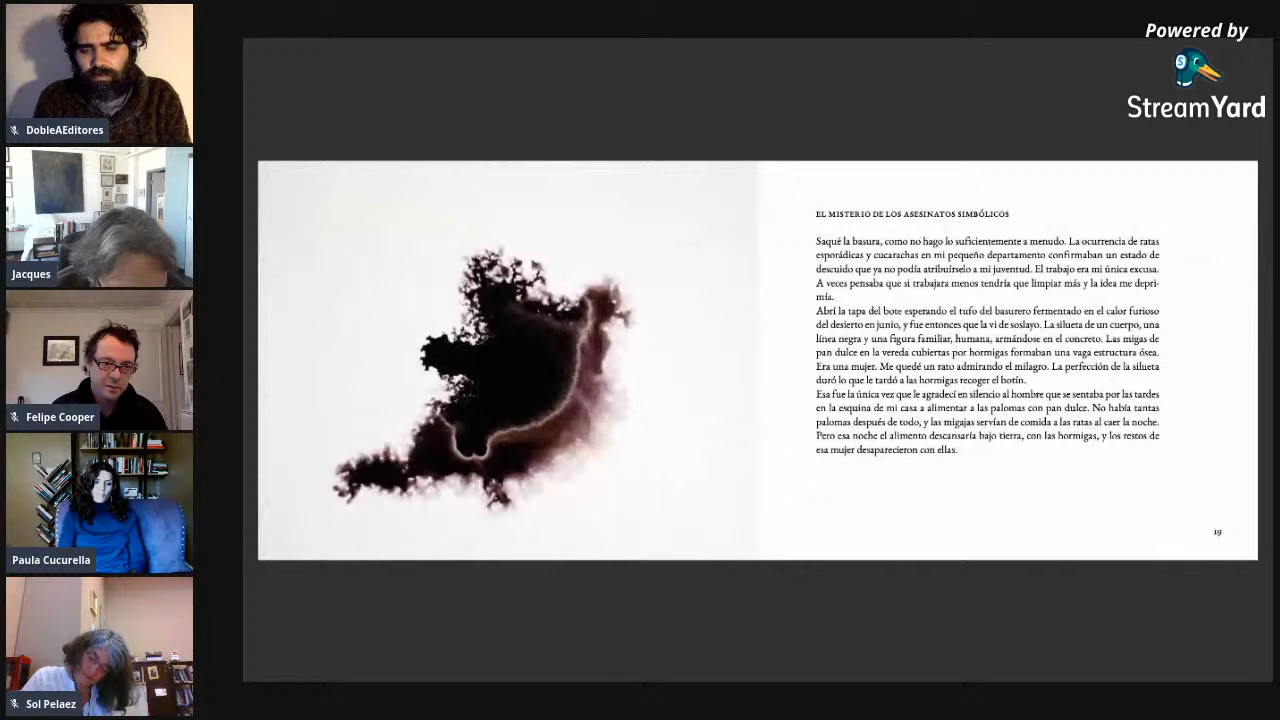 Powered by
StreamYard
DobleAEditores
Jacques
Felipe Cooper
Paula Cucurella
Sol Pelaez
EL MISTERIO DE LOS ASESINATOS SIMBÓLICOS
Saqué la basura, como no hago lo suficientemente a menudo. La ocurrencia de ratas
esporádicas y cucarachas en mi pequeño departamento confirmaban un estado de
descuido que ya no podía atribuírselo a mi juventud. El trabajo era mi única excusa.
A veces pensaba que si trabajara menos tendría que limpiar más y la idea me depri-
mía.
Abrí la tapa del bote esperando el tufo del basurero fermentado en el calor furioso
del desierto en junio, y fue entonces que la vi de soslayo. La silueta de un cuerpo, una
línea negra y una figura familiar, humana, armándose en el concreto. Las migas de
pan dulce en la vereda cubiertas por hormigas formaban una vaga estructura ósea.
Era una mujer. Me quedé un rato admirando el milagro. La perfección de la silueta
duró lo que le tardó a las hormigas recoger el botín.
Esa fue la única vez que le agradecí en silencio al hombre que se sentaba por las tardes
en la esquina de mi casa a alimentar a las palomas con pan dulce. No había tantas
palomas después de todo, y las migajas servían de comida a las ratas al caer la noche.
Pero esa noche el alimento descansaría bajo tierra, con las hormigas, y los restos de
esa mujer desaparecieron con ellas.
19